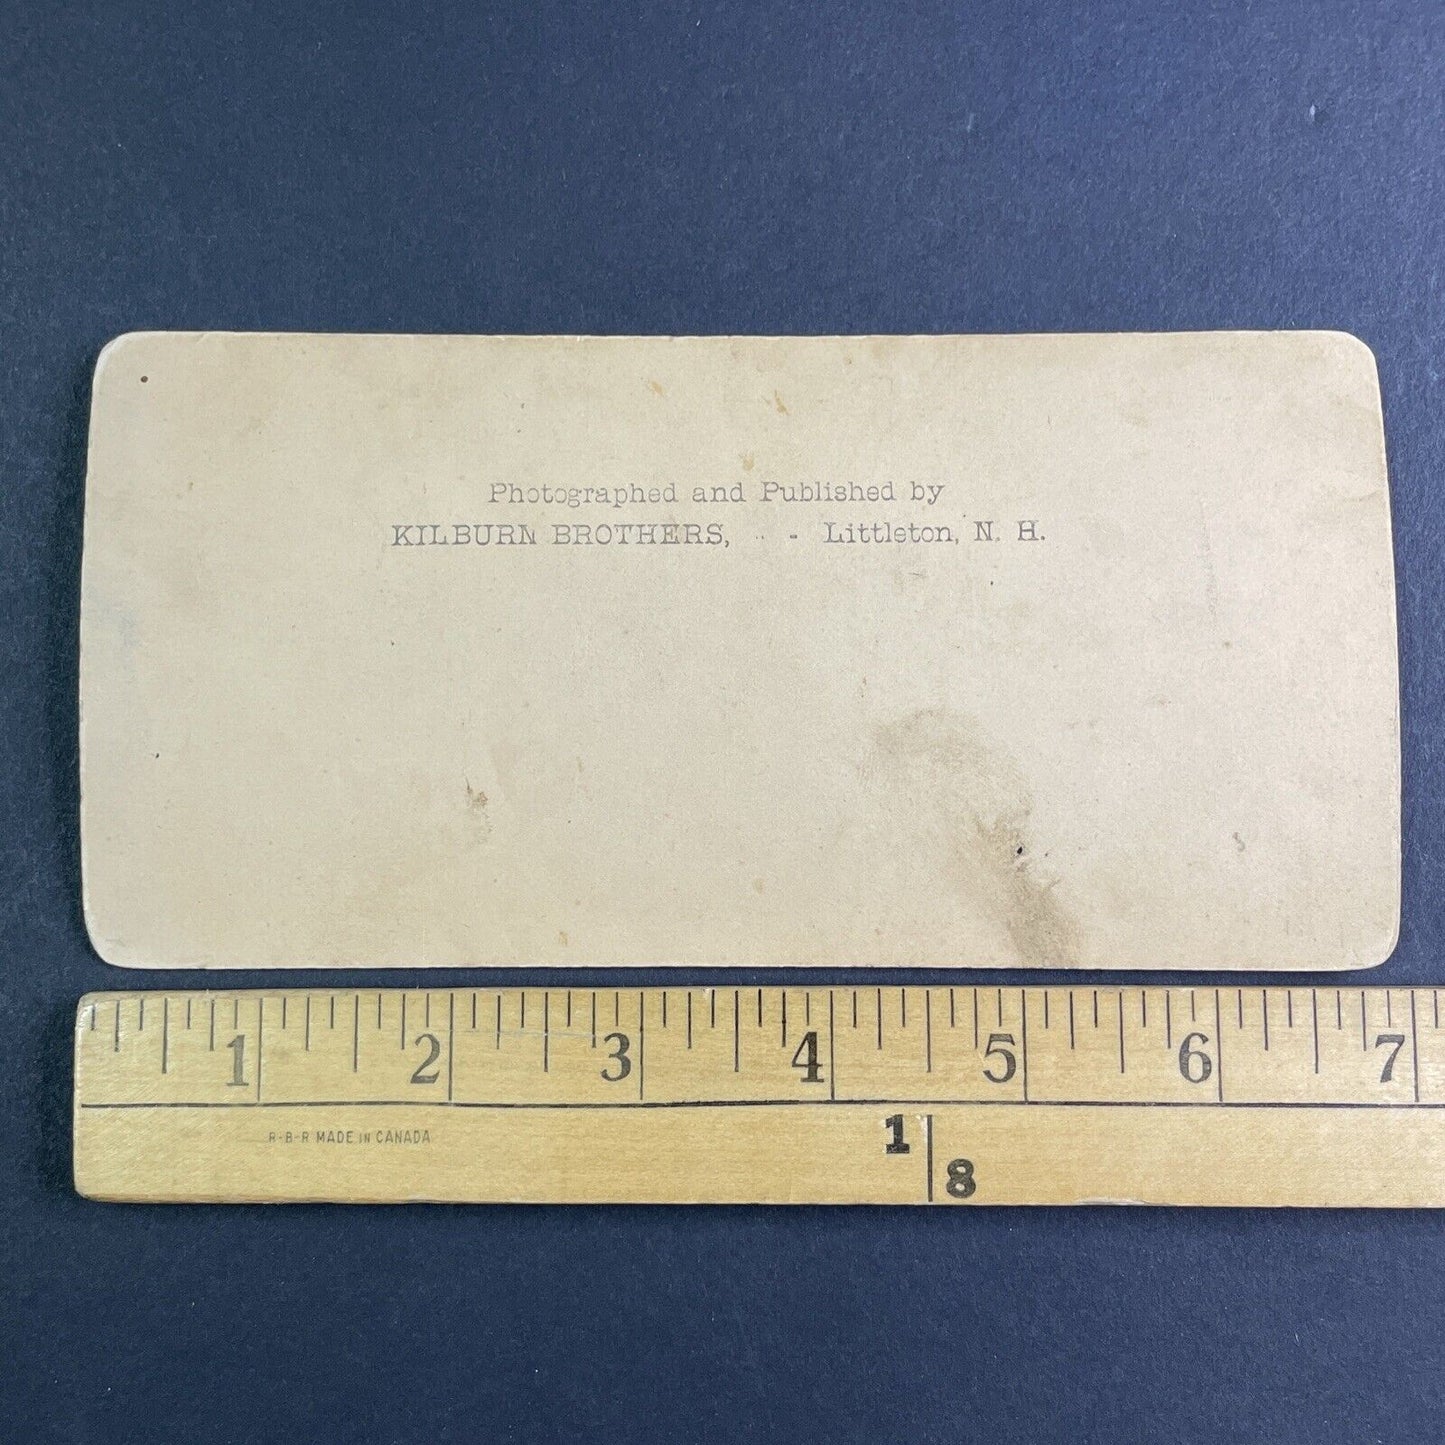 Photographed and Published by
KILBURN BROTHERS, - - Littleton, N. H.
1 2 3 4 5 6 7
R-B-R MADE IN CANADA
1
8